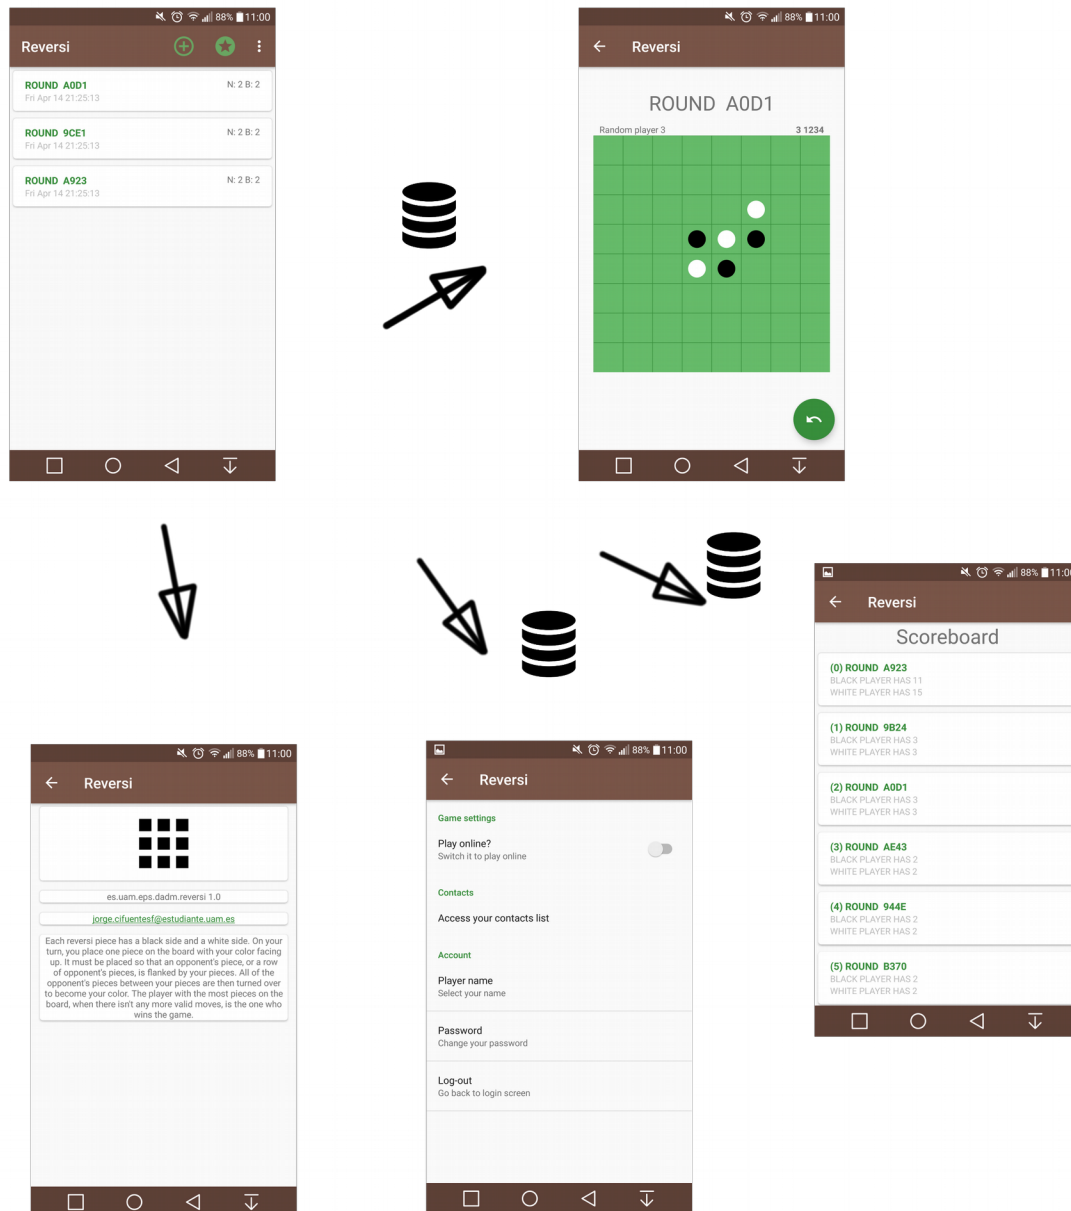 88% 11:00
Reversi
ROUND A0D1 N: 2 B: 2
Fri Apr 14 21:25:13
ROUND 9CE1 N: 2 B: 2
Fri Apr 14 21:25:13
ROUND A923 N: 2 B: 2
Fri Apr 14 21:25:13
88% 11:00
Reversi
ROUND A0D1
Random player 3 3 1234
88% 11:00
Reversi
Scoreboard
(0) ROUND A923
BLACK PLAYER HAS 11
WHITE PLAYER HAS 15
(1) ROUND 9B24
BLACK PLAYER HAS 3
WHITE PLAYER HAS 3
(2) ROUND A0D1
BLACK PLAYER HAS 3
WHITE PLAYER HAS 3
(3) ROUND AE43
BLACK PLAYER HAS 2
WHITE PLAYER HAS 2
(4) ROUND 944E
BLACK PLAYER HAS 2
WHITE PLAYER HAS 2
(5) ROUND B370
BLACK PLAYER HAS 2
WHITE PLAYER HAS 2
88% 11:00
Reversi
es.uam.eps.dadm.reversi 1.0
jorge.cifuentesf@estudiante.uam.es
Each reversi piece has a black side and a white side. On your
turn, you place one piece on the board with your color facing
up. It must be placed so that an opponent's piece, or a row
of opponent's pieces, is flanked by your pieces. All of the
opponent's pieces between your pieces are then turned over
to become your color. The player with the most pieces on the
board, when there isn't any more valid moves, is the one who
wins the game.
88% 11:00
Reversi
Game settings
Play online?
Switch it to play online
Contacts
Access your contacts list
Account
Player name
Select your name
Password
Change your password
Log-out
Go back to login screen